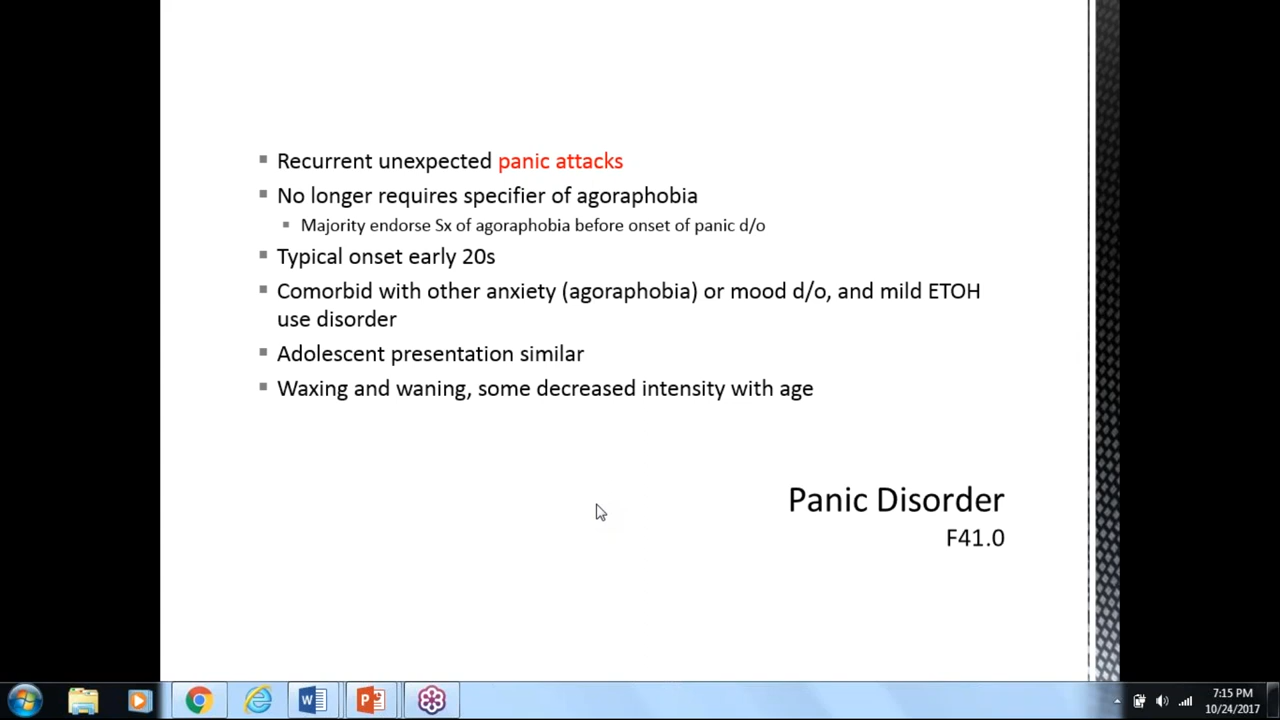 Recurrent unexpected panic attacks
No longer requires specifier of agoraphobia
Majority endorse Sx of agoraphobia before onset of panic d/o
Typical onset early 20s
Comorbid with other anxiety (agoraphobia) or mood d/o, and mild ETOH
use disorder
Adolescent presentation similar
Waxing and waning, some decreased intensity with age
Panic Disorder
F41.0
7:15 PM
10/24/2017